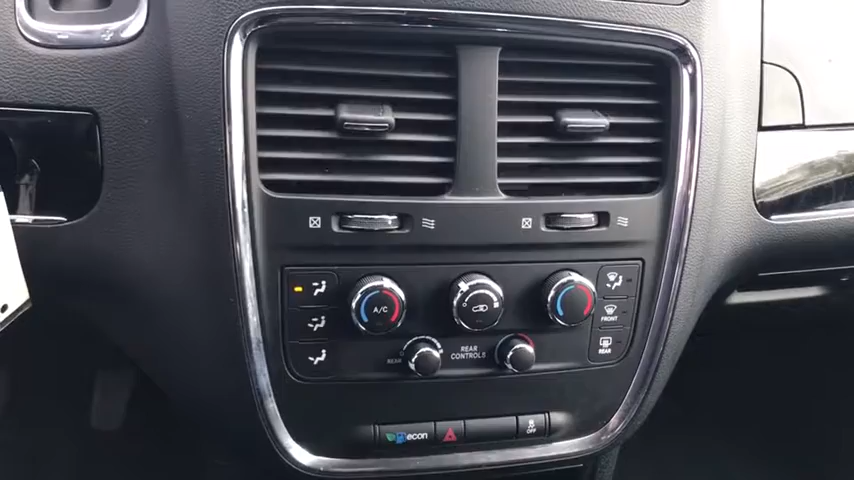 A/C
FRONT
REAR
REAR
REAR
CONTROLS
econ
OFF